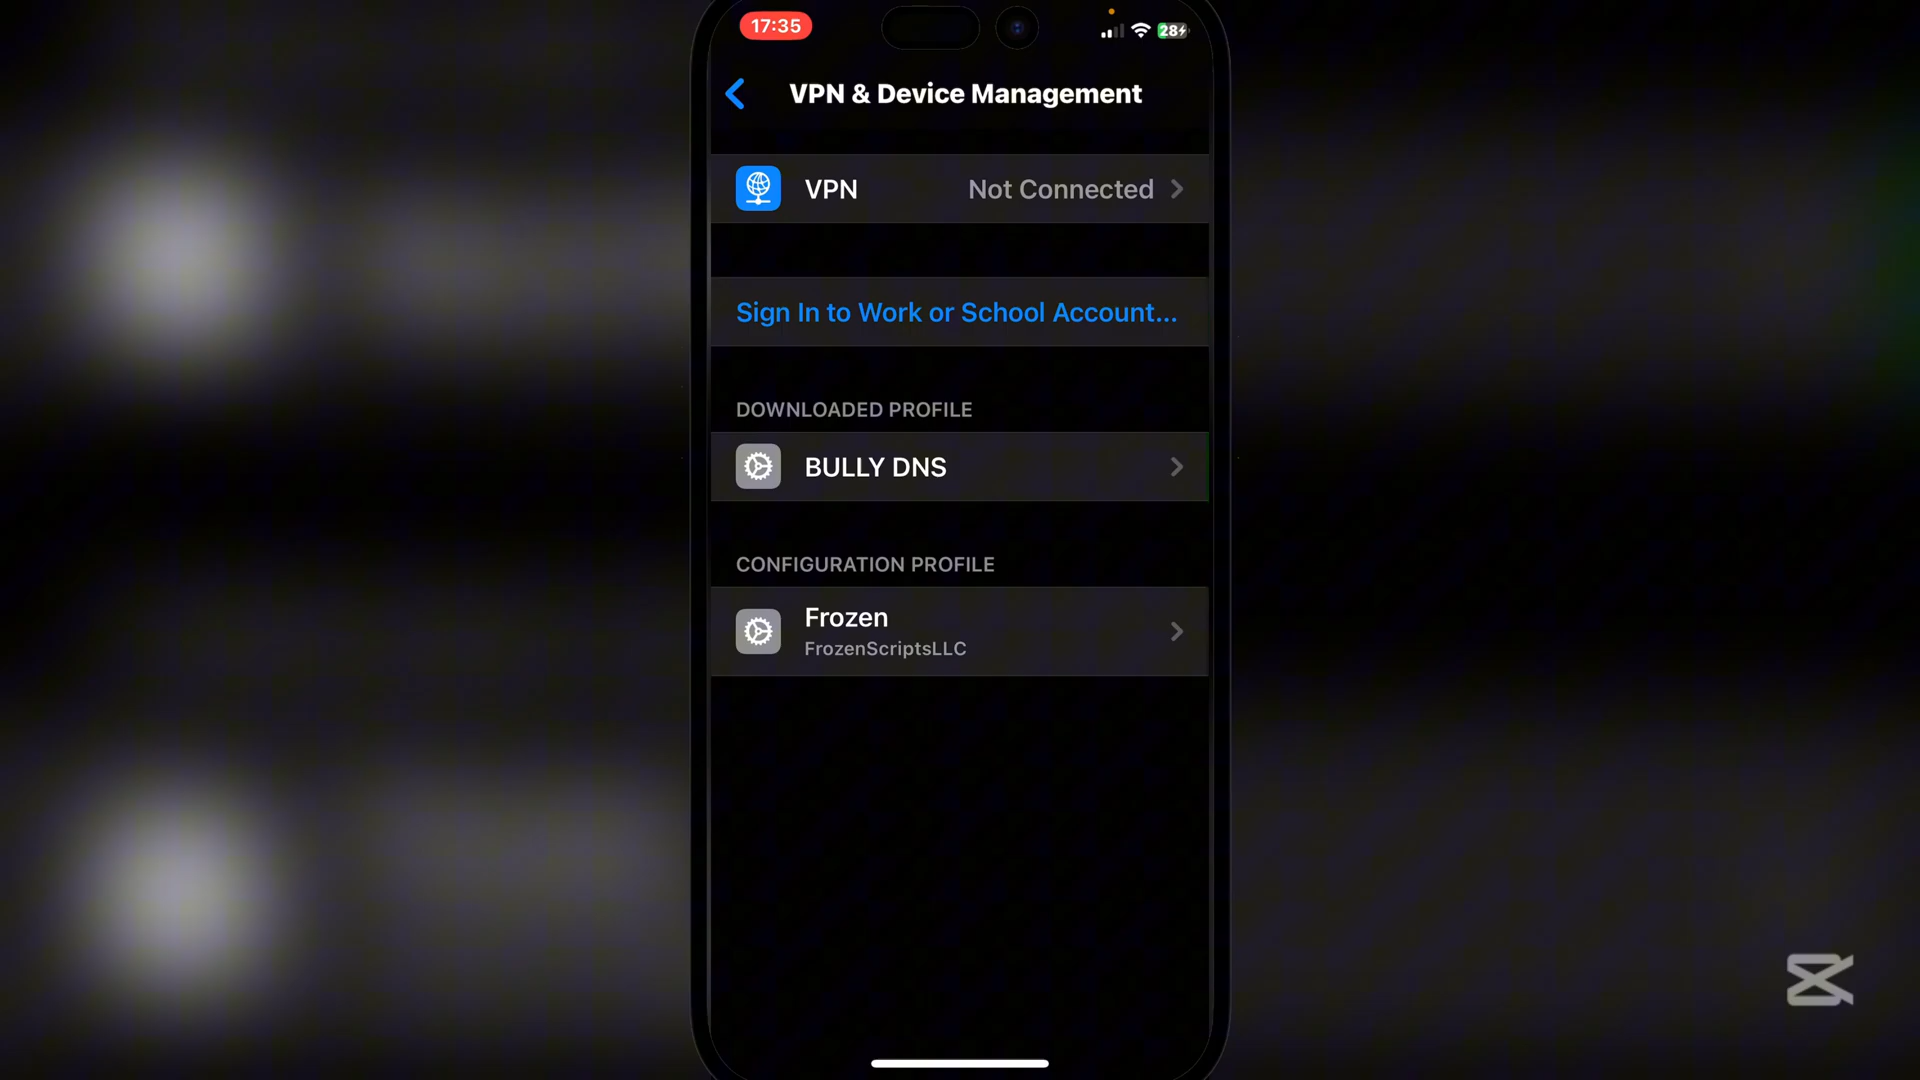 17:35
28
VPN & Device Management
VPN Not Connected
Sign In to Work or School Account...
DOWNLOADED PROFILE
BULLY DNS
CONFIGURATION PROFILE
Frozen
FrozenScriptsLLC